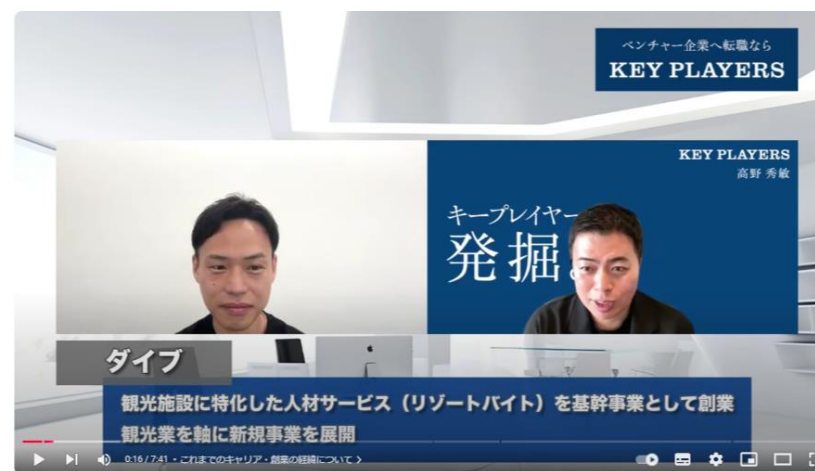 ベンチャー企業へ転職なら
KEY PLAYERS
KEY PLAYERS
高野 秀敏
キープレイヤー
発掘
ダイブ
観光施設に特化した人材サービス（リゾートバイト）を基幹事業として創業
観光業を軸に新規事業を展開
0:16 / 7:41・これまでのキャリア・創業の経緯について